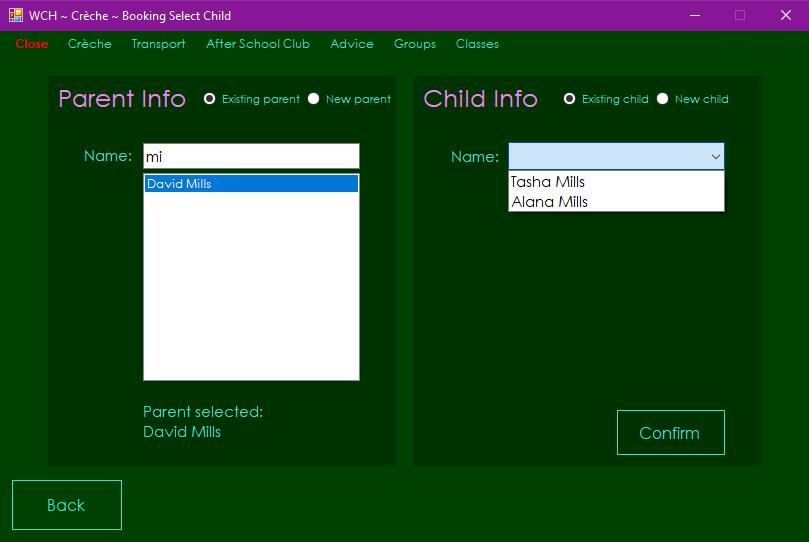 WCH ~ Crèche ~ Booking Select Child
Close Crèche Transport After School Club Advice Groups Classes
Parent Info Existing parent New parent
Name: mi
David Mills
Parent selected:
David Mills
Child Info Existing child New child
Name:
Tasha Mills
Alana Mills
Confirm
Back